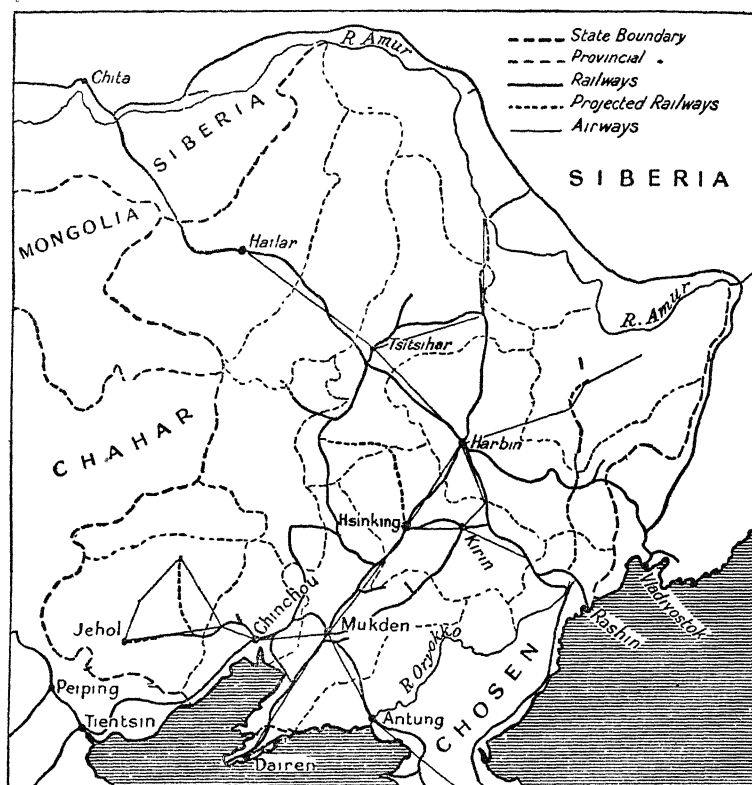 R. Amur
State Boundary
Provincial "
Railways
Projected Railways
Airways
Chita
SIBERIA
SIBERIA
MONGOLIA
Hailar
R. Amur
Tsitsihar
CHAHAR
Harbin
Hsinking
Kirin
Chinchou
Vladivostok
Rashin
Jehol
Mukden
R. Oryokko
CHOSEN
Peiping
Tientsin
Antung
Dairen